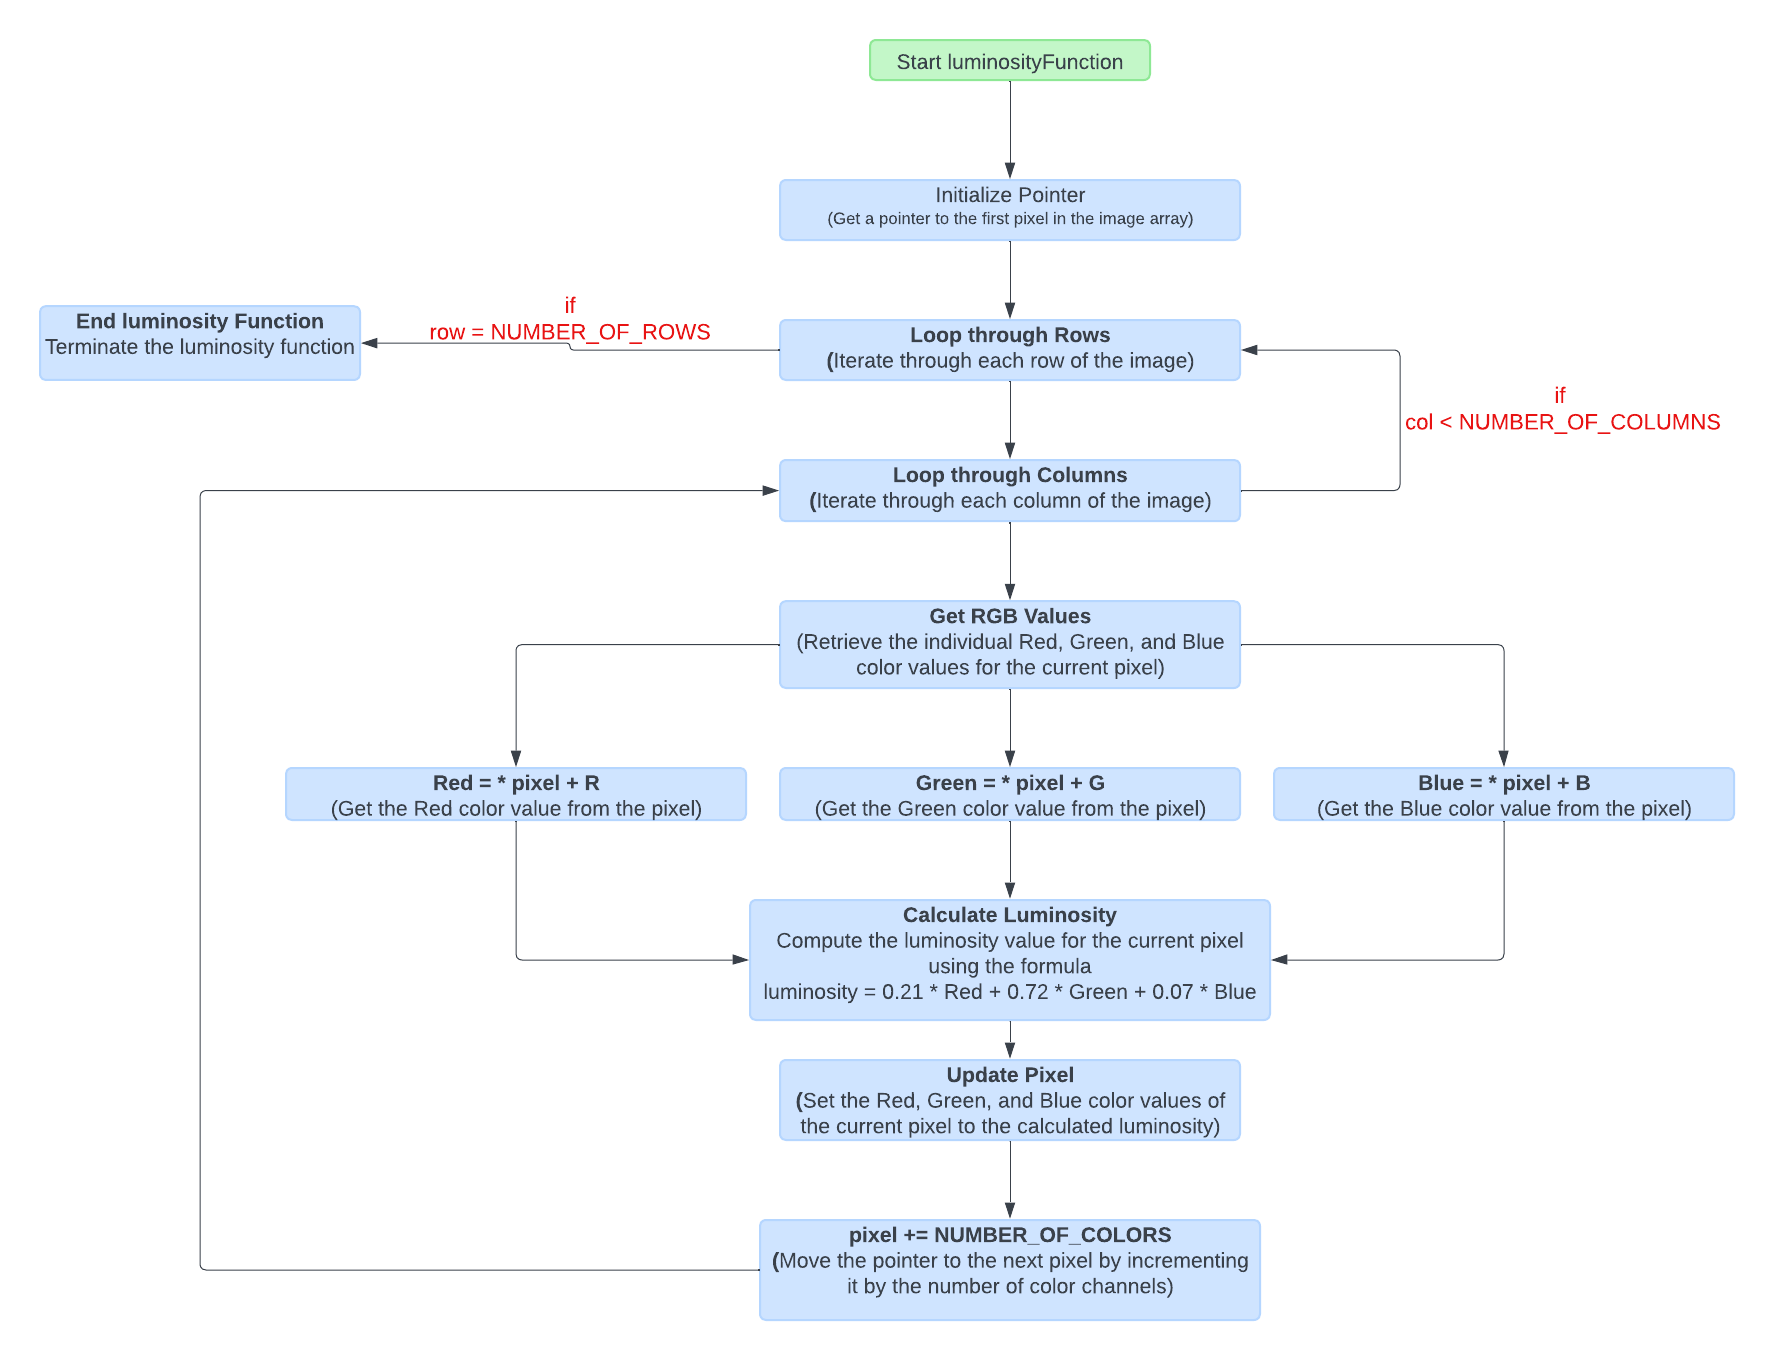 Start luminosityFunction
Initialize Pointer
(Get a pointer to the first pixel in the image array)
End luminosity Function
Terminate the luminosity function
if
row = NUMBER_OF_ROWS
Loop through Rows
(Iterate through each row of the image)
if
col < NUMBER_OF_COLUMNS
Loop through Columns
(Iterate through each column of the image)
Get RGB Values
(Retrieve the individual Red, Green, and Blue
color values for the current pixel)
Red = * pixel + R
(Get the Red color value from the pixel)
Green = * pixel + G
(Get the Green color value from the pixel)
Blue = * pixel + B
(Get the Blue color value from the pixel)
Calculate Luminosity
Compute the luminosity value for the current pixel
using the formula
luminosity = 0.21 * Red + 0.72 * Green + 0.07 * Blue
Update Pixel
(Set the Red, Green, and Blue color values of
the current pixel to the calculated luminosity)
pixel += NUMBER_OF_COLORS
(Move the pointer to the next pixel by incrementing
it by the number of color channels)